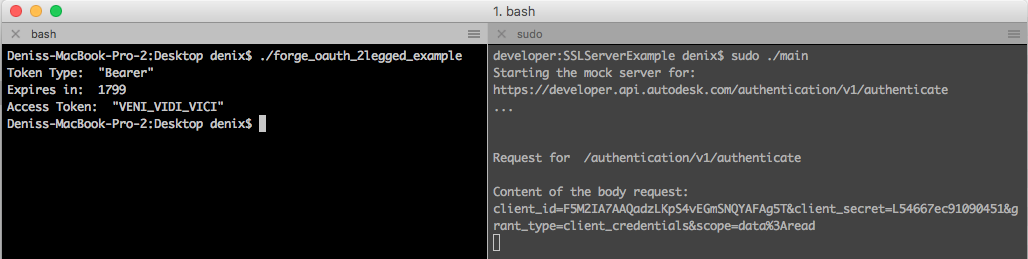 1. bash
bash
Deniss-MacBook-Pro-2:Desktop denix$ ./forge_oauth_2legged_example
Token Type:  "Bearer"
Expires in:  1799
Access Token:  "VENI_VIDI_VICI"
Deniss-MacBook-Pro-2:Desktop denix$
sudo
developer:SSLServerExample denix$ sudo ./main
Starting the mock server for:
https://developer.api.autodesk.com/authentication/v1/authenticate
...
Request for  /authentication/v1/authenticate
Content of the body request:
client_id=F5M2IA7AAQadzLKpS4vEGmSNQYAFAg5T&client_secret=L54667ec91090451&g
rant_type=client_credentials&scope=data%3Aread